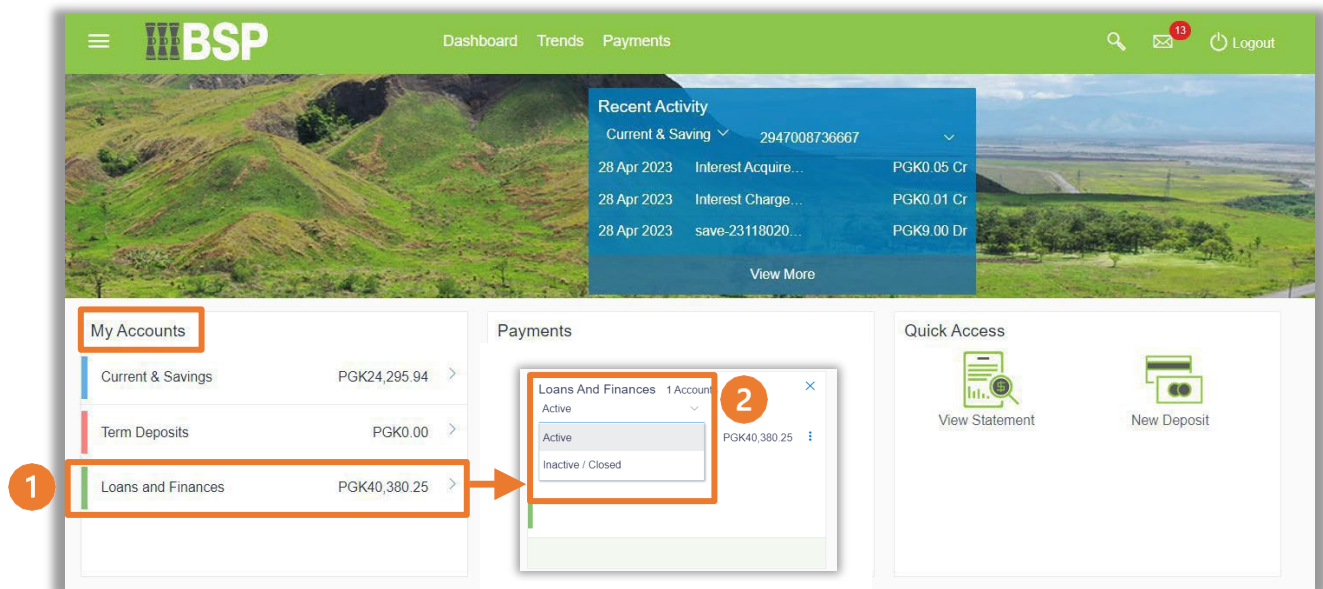 BSP
Dashboard Trends Payments
13
Logout
Recent Activity
Current & Saving 2947008736667
28 Apr 2023 Interest Acquire... PGK0.05 Cr
28 Apr 2023 Interest Charge... PGK0.01 Cr
28 Apr 2023 save-23118020... PGK9.00 Dr
View More
My Accounts
Current & Savings PGK24,295.94
Term Deposits PGK0.00
1
Loans and Finances PGK40,380.25
Payments
Loans And Finances 1 Account
2
Active
Active
PGK40,380.25
Inactive / Closed
Quick Access
View Statement
New Deposit